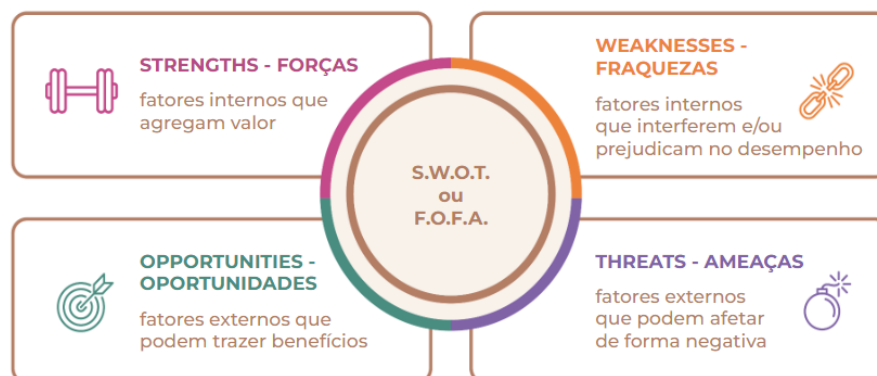 STRENGTHS - FORÇAS
fatores internos que
agregam valor
WEAKNESSES -
FRAQUEZAS
fatores internos
que interferem e/ou
prejudicam no desempenho
S.W.O.T.
ou
F.O.F.A.
OPPORTUNITIES -
OPORTUNIDADES
fatores externos que
podem trazer benefícios
THREATS - AMEAÇAS
fatores externos
que podem afetar
de forma negativa